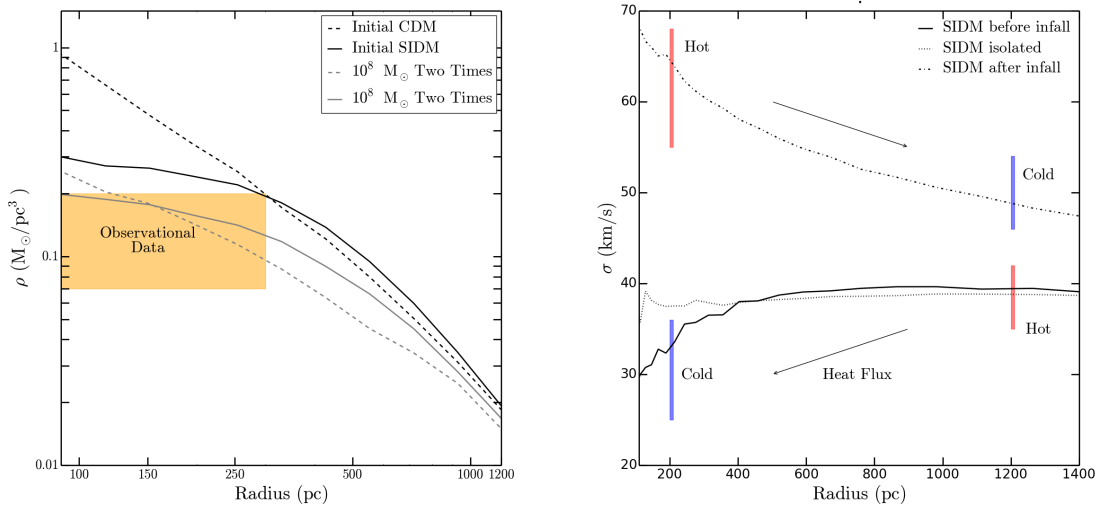 Initial CDM
Initial SIDM
10⁸ M☉ Two Times
10⁸ M☉ Two Times
1
0.1
0.01
ρ (M☉/pc³)
Observational
Data
100
150
250
500
1000
1200
Radius (pc)
70
60
50
40
30
20
σ (km/s)
SIDM before infall
SIDM isolated
SIDM after infall
Hot
Cold
Hot
Cold
Heat Flux
200
400
600
800
1000
1200
1400
Radius (pc)